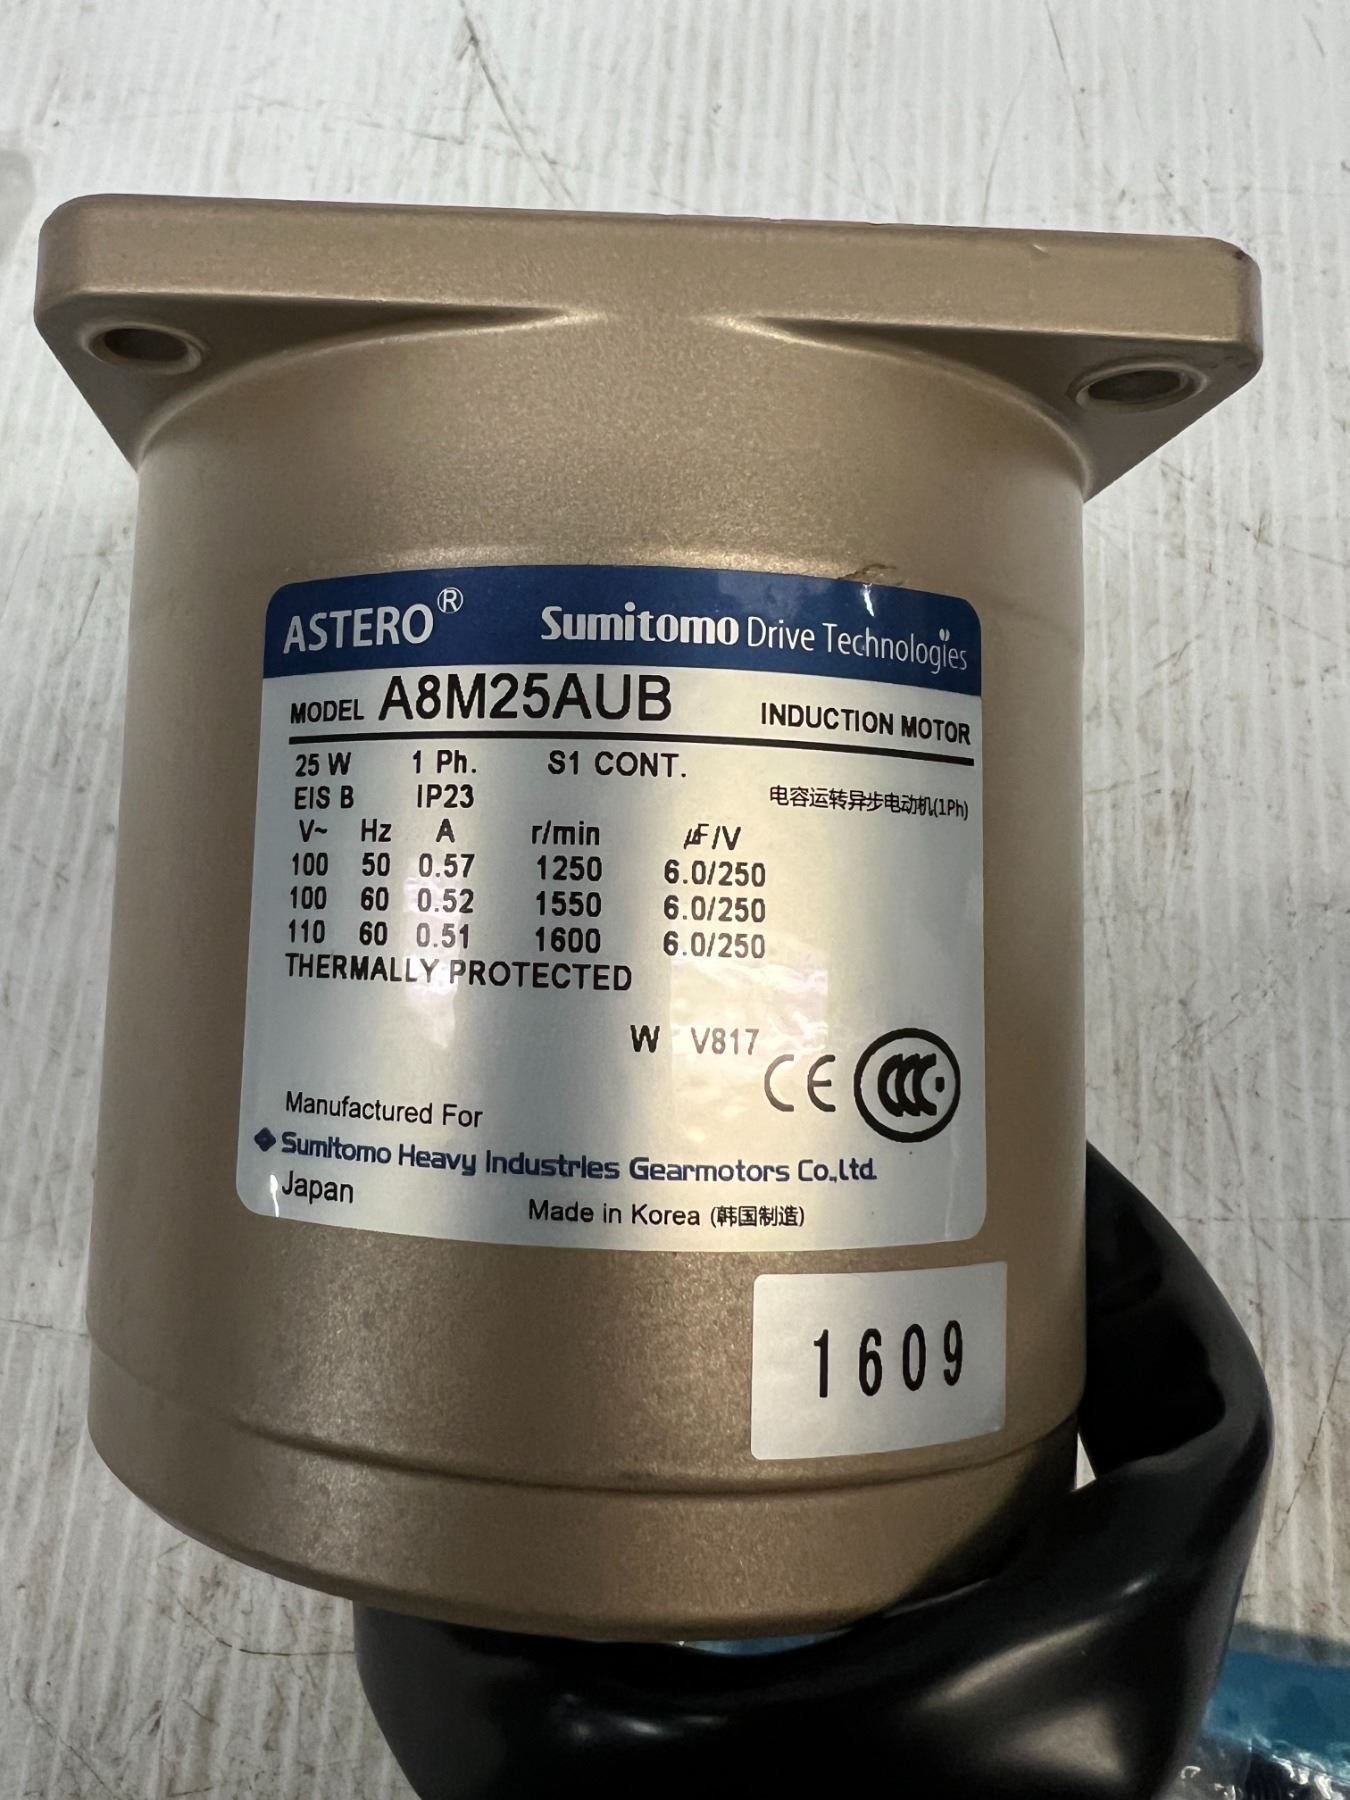 ASTERO® Sumitomo Drive Technologies
MODEL A8M25AUB INDUCTION MOTOR
25 W 1 Ph. S1 CONT.
EIS B IP23 电容运转异步电动机(1Ph)
V~ Hz A r/min µF/V
100 50 0.57 1250 6.0/250
100 60 0.52 1550 6.0/250
110 60 0.51 1600 6.0/250
THERMALLY PROTECTED
W V817
CE CCC
Manufactured For
Sumitomo Heavy Industries Gearmotors Co.,Ltd.
Japan Made in Korea (韩国制造)
1609